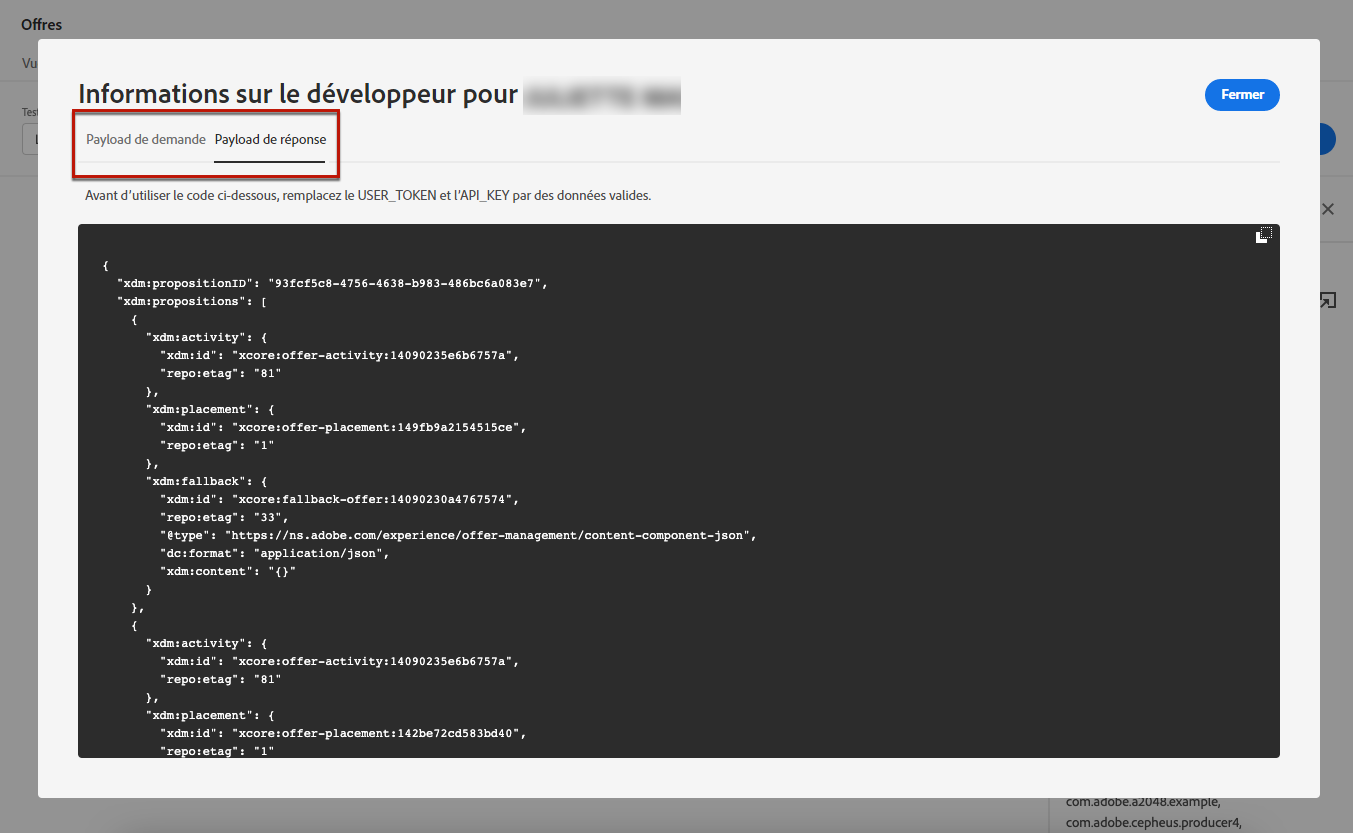 Offres
Vu
Informations sur le développeur pour
Fermer
Test
Payload de demande Payload de réponse
Avant d’utiliser le code ci-dessous, remplacez le USER_TOKEN et l’API_KEY par des données valides.
{
"xdm:propositionID": "93fcf5c8-4756-4638-b983-486bc6a083e7",
"xdm:propositions": [
{
"xdm:activity": {
"xdm:id": "xcore:offer-activity:14090235e6b6757a",
"repo:etag": "81"
},
"xdm:placement": {
"xdm:id": "xcore:offer-placement:149fb9a2154515ce",
"repo:etag": "1"
},
"xdm:fallback": {
"xdm:id": "xcore:fallback-offer:14090230a4767574",
"repo:etag": "33",
"@type": "https://ns.adobe.com/experience/offer-management/content-component-json",
"dc:format": "application/json",
"xdm:content": "{}"
}
},
{
"xdm:activity": {
"xdm:id": "xcore:offer-activity:14090235e6b6757a",
"repo:etag": "81"
},
"xdm:placement": {
"xdm:id": "xcore:offer-placement:142be72cd583bd40",
"repo:etag": "1"
com.adobe.a2048.example,
com.adobe.cepheus.producer4,